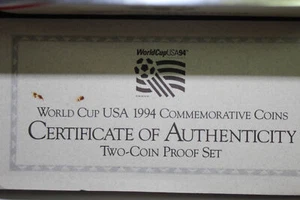 WorldCupUSA94
WORLD CUP USA 1994 COMMEMORATIVE COINS
CERTIFICATE OF AUTHENTICITY
TWO-COIN PROOF SET